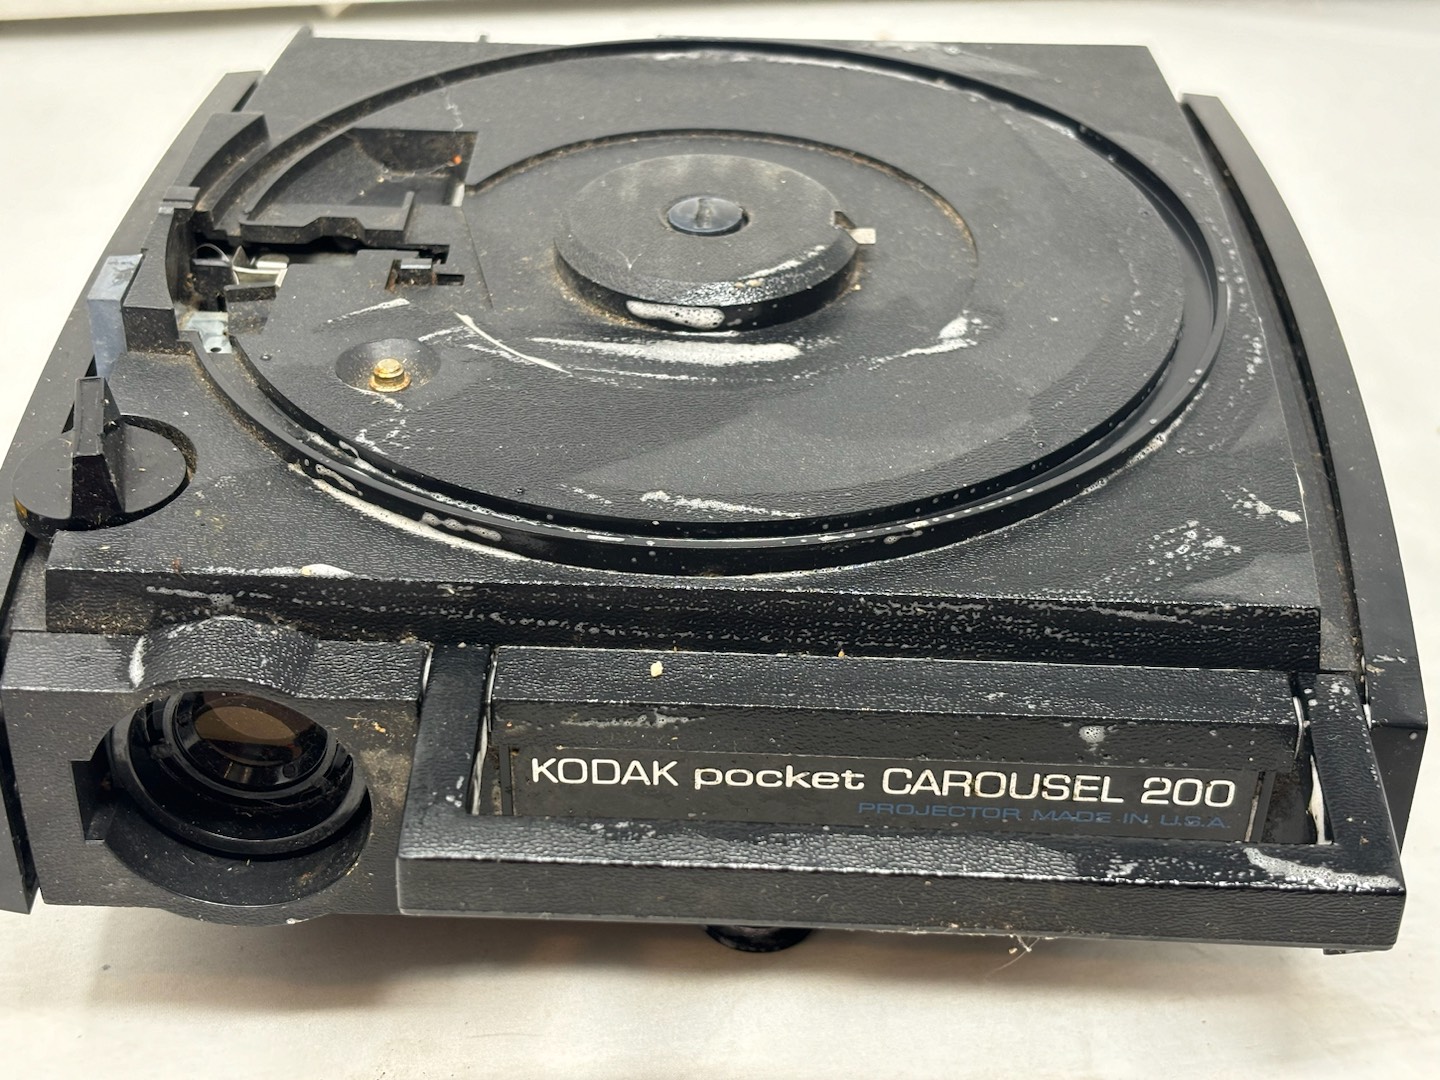 KODAK pocket CAROUSEL 200
PROJECTOR MADE IN U.S.A.